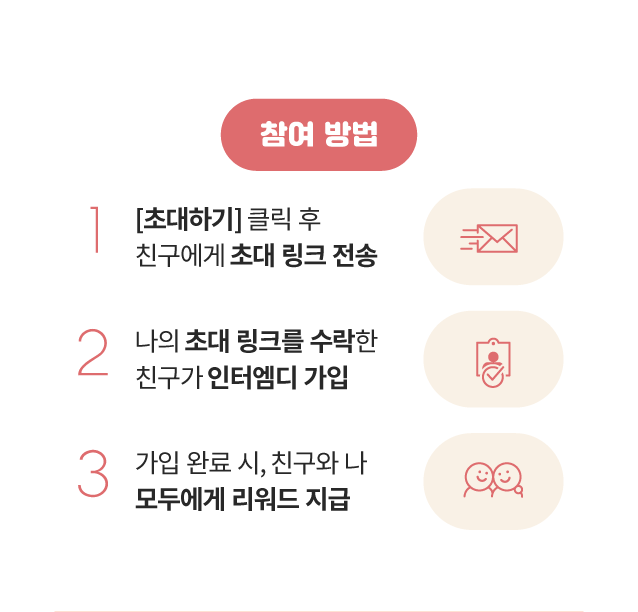 참여 방법
1
[초대하기] 클릭 후
친구에게 초대 링크 전송
2
나의 초대 링크를 수락한
친구가 인터엠디 가입
3
가입 완료 시, 친구와 나
모두에게 리워드 지급